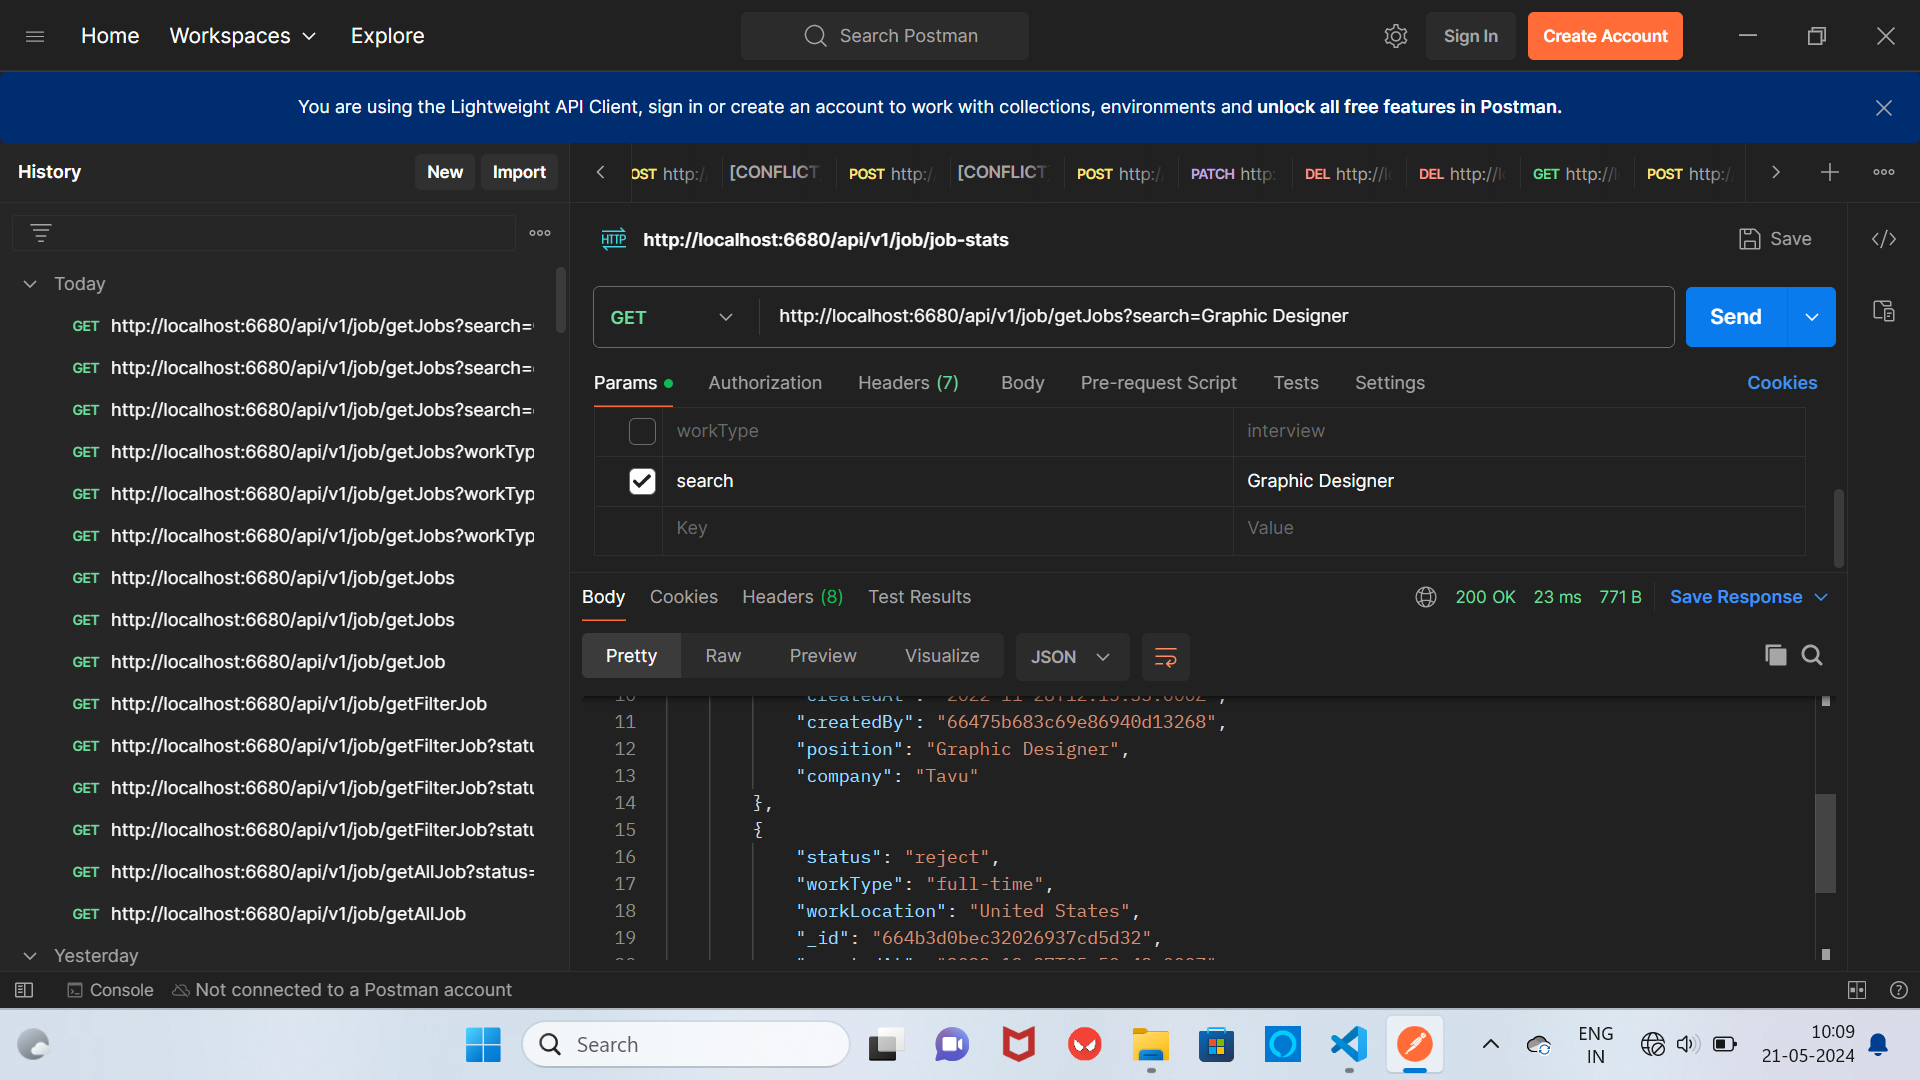 Home
Workspaces
Explore
Search Postman
Sign In
Create Account
You are using the Lightweight API Client, sign in or create an account to work with collections, environments and unlock all free features in Postman.
History
New
Import
OST http:/
[CONFLICT
POST http:/
[CONFLICT
POST http:/
PATCH http:
DEL http://l
DEL http://l
GET http://l
POST http:/
HTTP
http://localhost:6680/api/v1/job/job-stats
Save
Today
GET http://localhost:6680/api/v1/job/getJobs?search=
GET http://localhost:6680/api/v1/job/getJobs?search=
GET http://localhost:6680/api/v1/job/getJobs?search=
GET http://localhost:6680/api/v1/job/getJobs?workTyp
GET http://localhost:6680/api/v1/job/getJobs?workTyp
GET http://localhost:6680/api/v1/job/getJobs?workTyp
GET http://localhost:6680/api/v1/job/getJobs
GET http://localhost:6680/api/v1/job/getJobs
GET http://localhost:6680/api/v1/job/getJob
GET http://localhost:6680/api/v1/job/getFilterJob
GET http://localhost:6680/api/v1/job/getFilterJob?statu
GET http://localhost:6680/api/v1/job/getFilterJob?statu
GET http://localhost:6680/api/v1/job/getFilterJob?statu
GET http://localhost:6680/api/v1/job/getAllJob?status=
GET http://localhost:6680/api/v1/job/getAllJob
Yesterday
GET
http://localhost:6680/api/v1/job/getJobs?search=Graphic Designer
Send
Params
Authorization
Headers (7)
Body
Pre-request Script
Tests
Settings
Cookies
workType
interview
search
Graphic Designer
Key
Value
Body
Cookies
Headers (8)
Test Results
200 OK
23 ms
771 B
Save Response
Pretty
Raw
Preview
Visualize
JSON
11 "createdBy": "66475b683c69e86940d13268",
12 "position": "Graphic Designer",
13 "company": "Tavu"
14 },
15 {
16 "status": "reject",
17 "workType": "full-time",
18 "workLocation": "United States",
19 "_id": "664b3d0bec32026937cd5d32",
Console
Not connected to a Postman account
Search
ENG
IN
10:09
21-05-2024